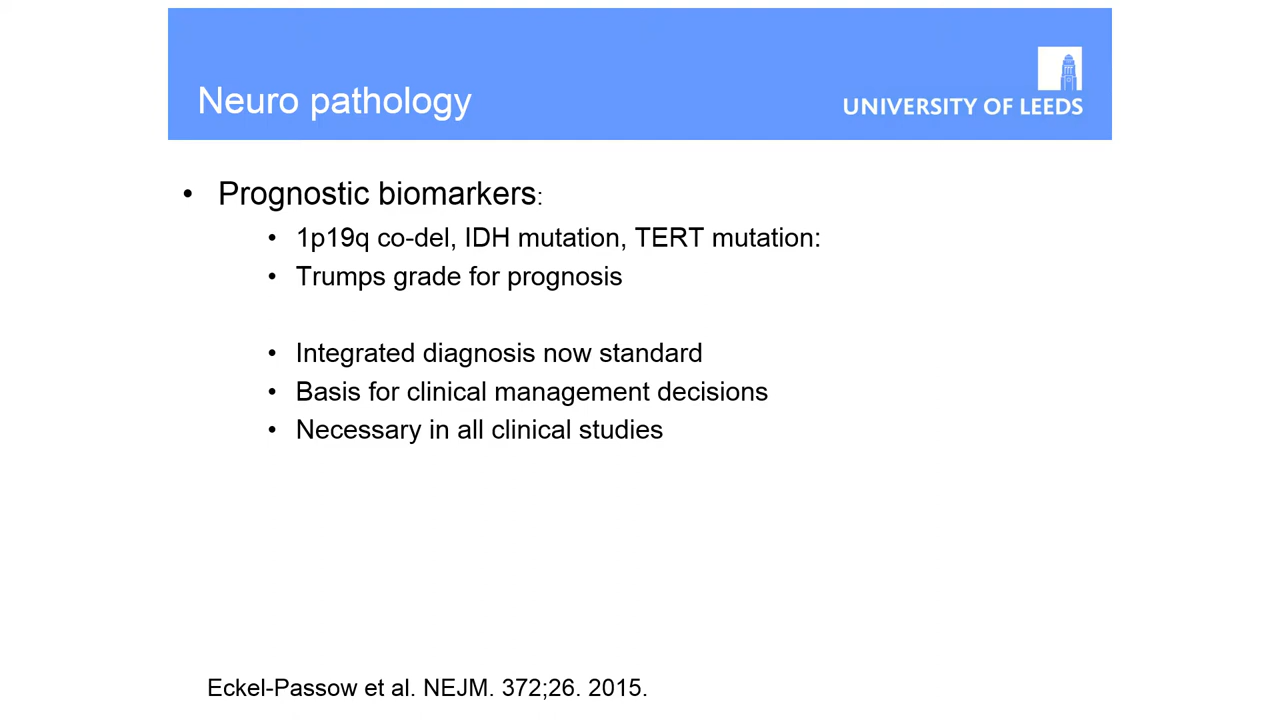 Neuro pathology
UNIVERSITY OF LEEDS
• Prognostic biomarkers:
• 1p19q co-del, IDH mutation, TERT mutation:
• Trumps grade for prognosis
• Integrated diagnosis now standard
• Basis for clinical management decisions
• Necessary in all clinical studies
Eckel-Passow et al. NEJM. 372;26. 2015.